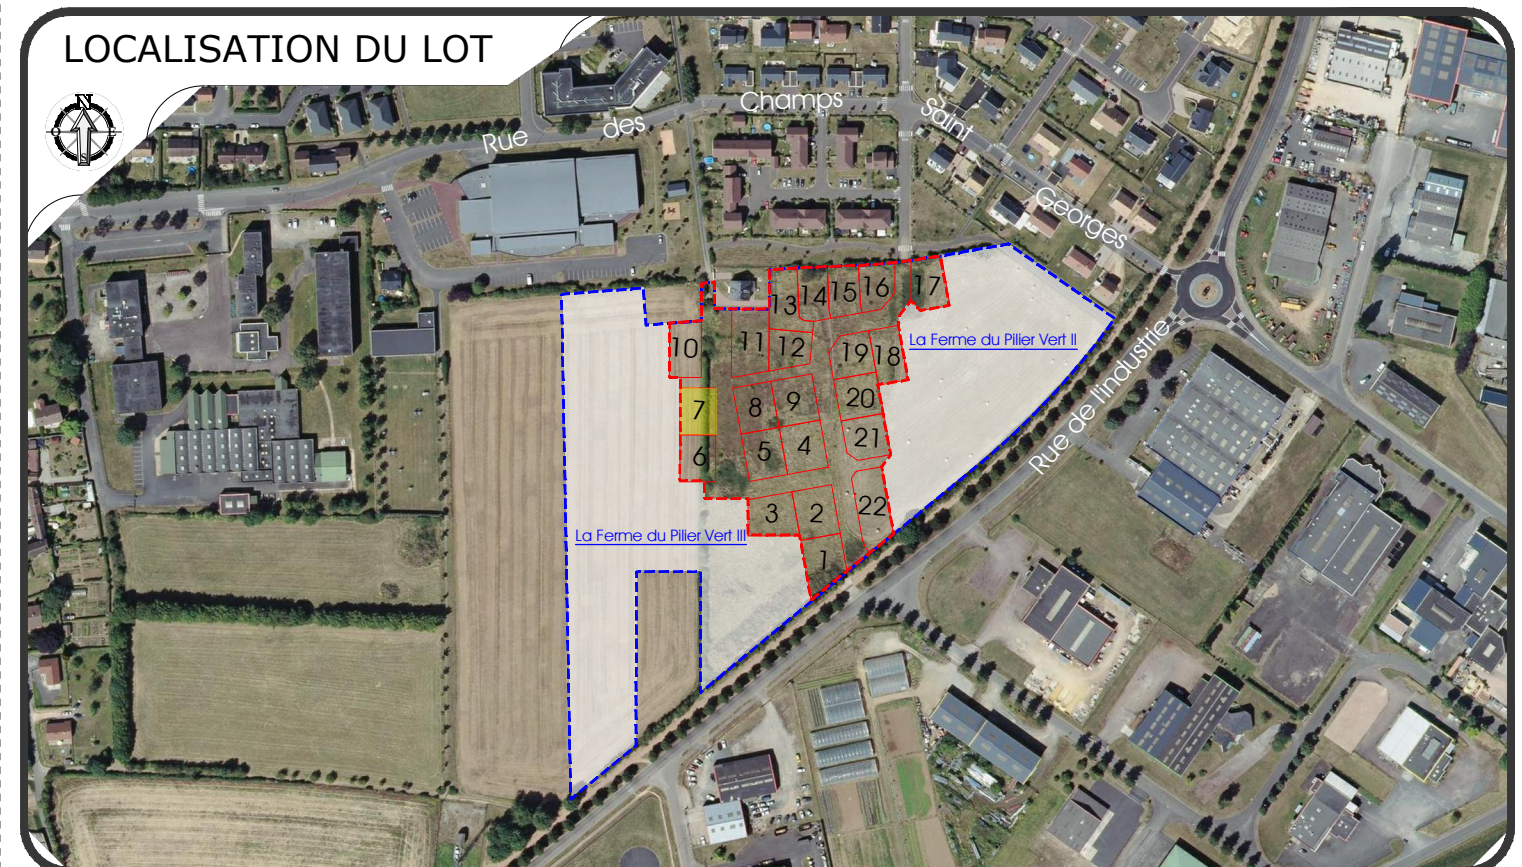 LOCALISATION DU LOT
N
Rue des Champs Saint Georges
13 14 15 16 17
10 11 12 19 18
La Ferme du Pilier Vert II
7 8 9 20
6 5 4 21
3 2 22
La Ferme du Pilier Vert III
1
Rue de l'industrie